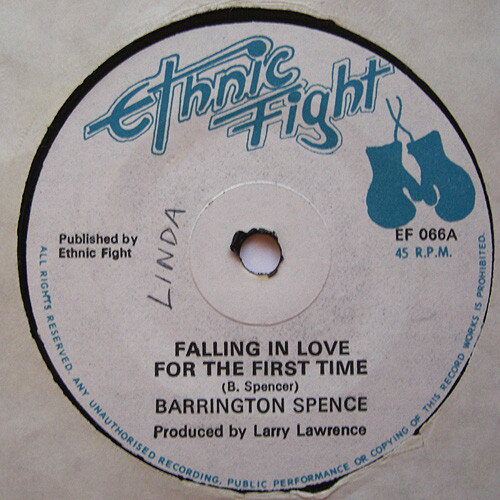 Ethnic
Fight
EF 066A
45 R.P.M.
Published by
Ethnic Fight
LINDA
FALLING IN LOVE
FOR THE FIRST TIME
(B. Spencer)
BARRINGTON SPENCE
Produced by Larry Lawrence
ALL RIGHTS RESERVED. ANY UNAUTHORISED RECORDING, PUBLIC PERFORMANCE OR COPYING OF THIS RECORD WORKS IS PROHIBITED.